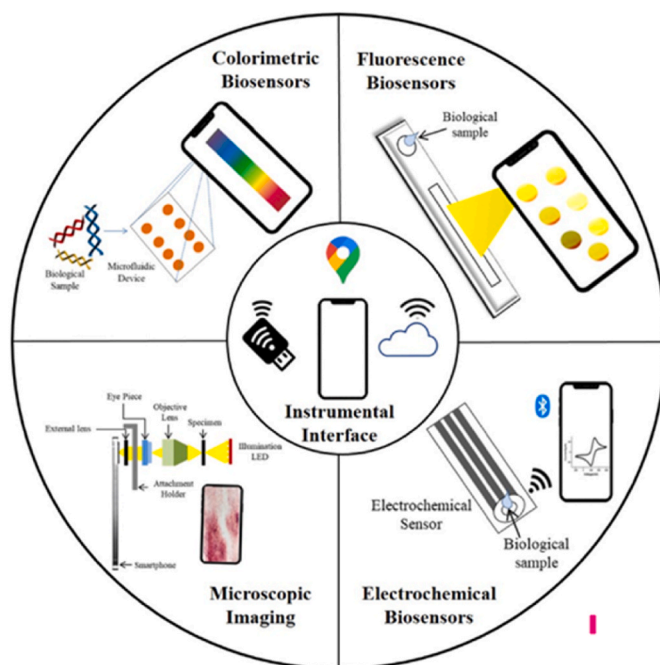 Colorimetric
Biosensors
Biological
Sample
Microfluidic
Device
Fluorescence
Biosensors
Biological
sample
Instrumental
Interface
Eye Piece
Objective
Lens
Specimen
External lens
Illumination
LED
Attachment
Holder
Smartphone
Microscopic
Imaging
Electrochemical
Sensor
Biological
sample
Electrochemical
Biosensors